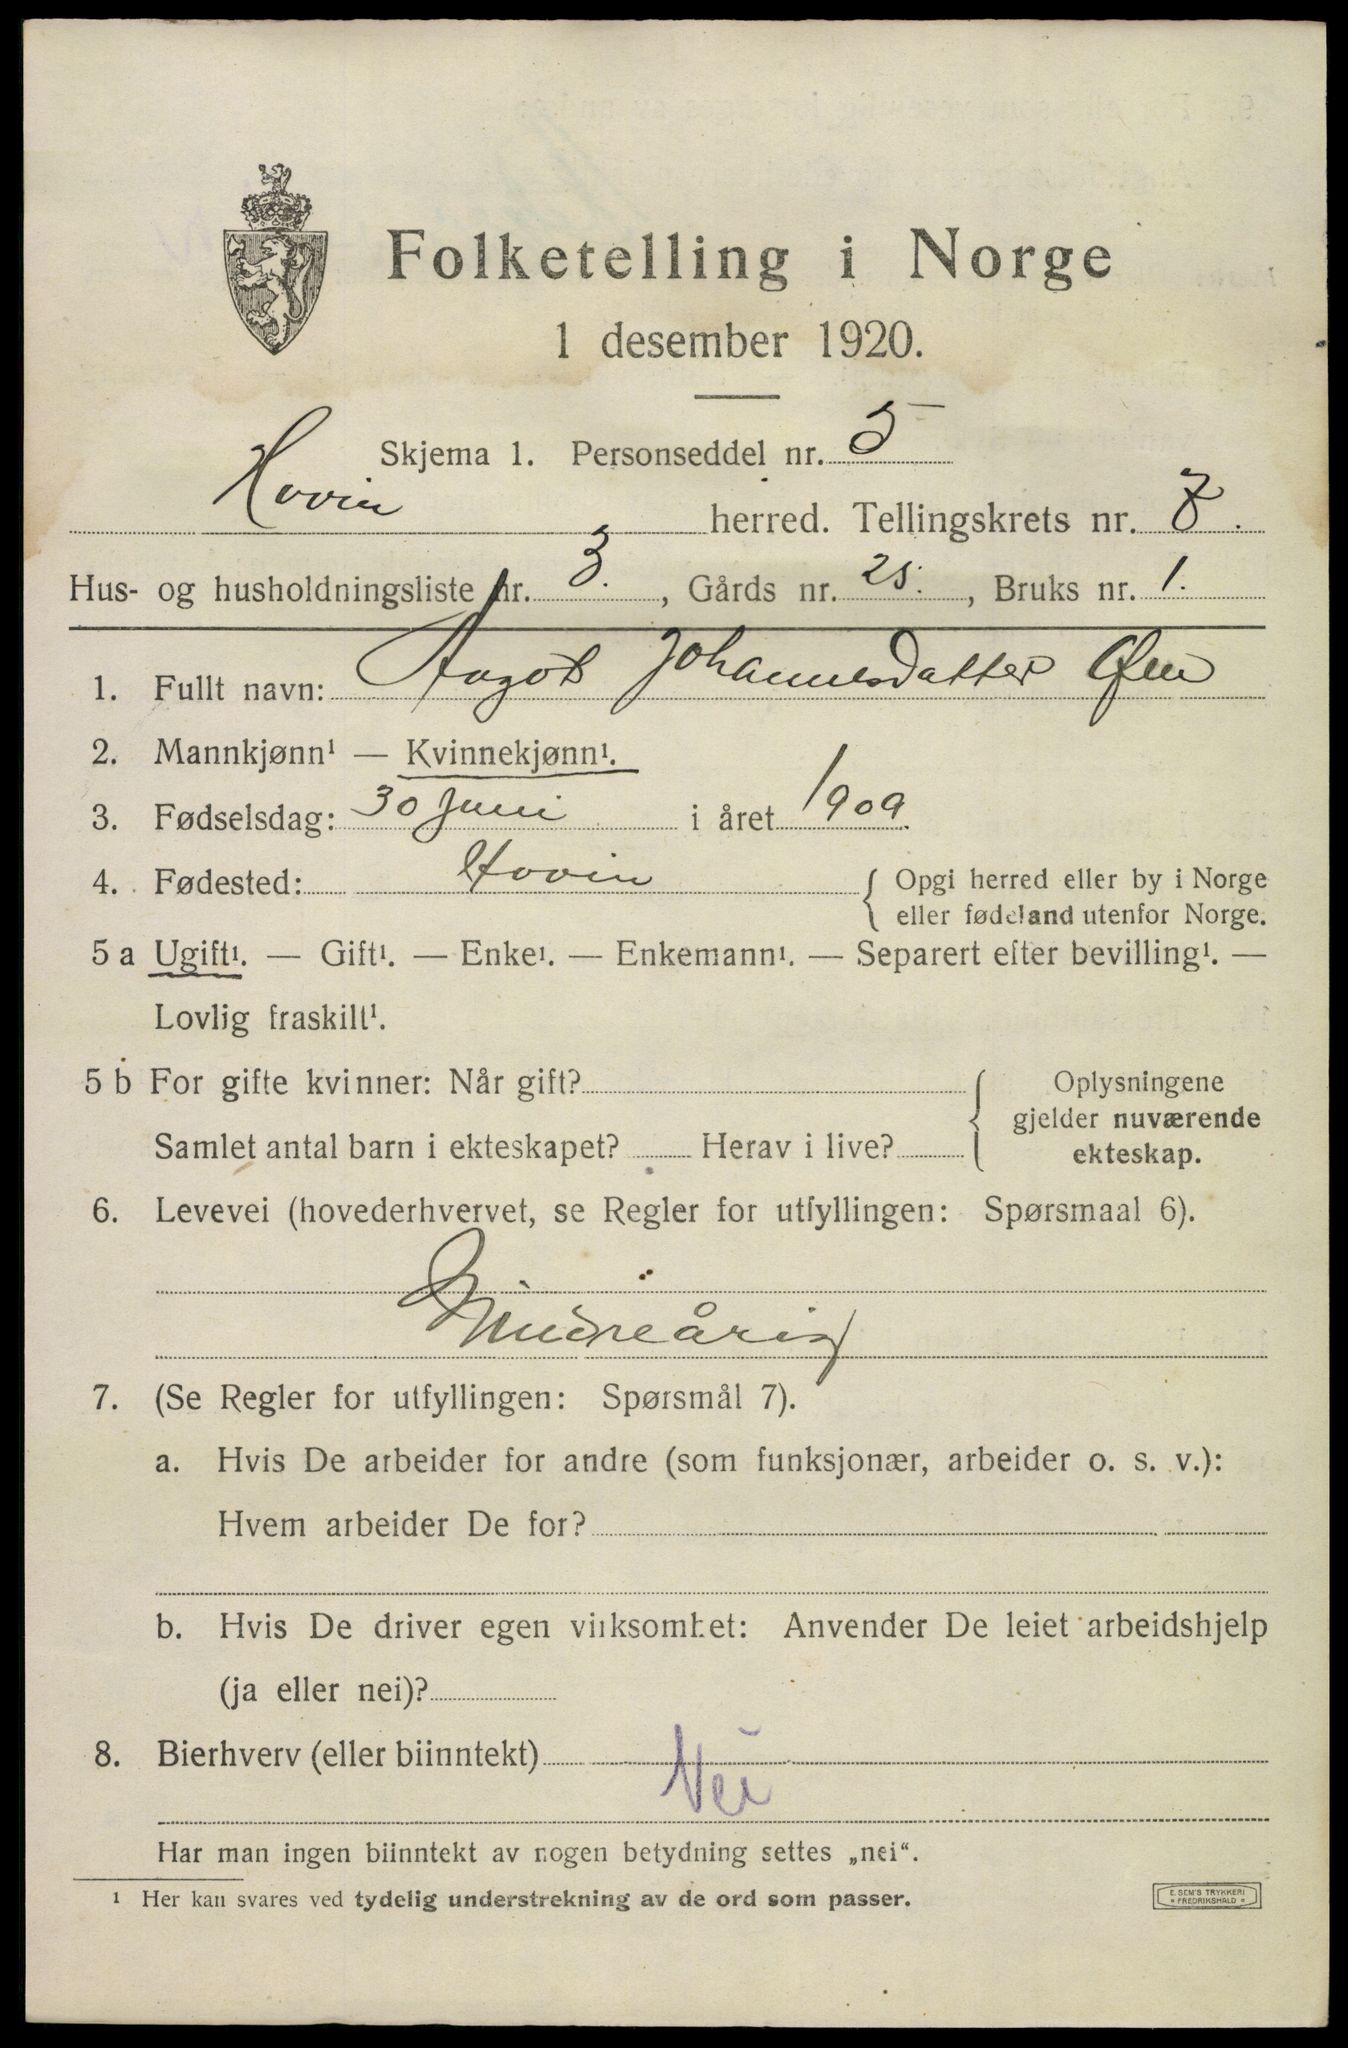 Folketelling i Norge
1 desember 1920.
Skjema 1. Personseddel nr. 5
Hovin herred. Tellingskrets nr. 7.
Hus- og husholdningsliste nr. 3., Gårds nr. 25., Bruks nr. 1.
1. Fullt navn: Aagot Johannesdatter Øen
2. Mannkjønn¹ — Kvinnekjønn¹.
3. Fødselsdag: 30 juni i året 1909.
4. Fødested: Hovin { Opgi herred eller by i Norge
eller fødeland utenfor Norge.
5 a Ugift¹. — Gift¹. — Enke¹. — Enkemann¹. — Separert efter bevilling¹. —
Lovlig fraskilt¹.
5 b For gifte kvinner: Når gift? { Oplysningene
gjelder nuværende
Samlet antal barn i ekteskapet? Herav i live? ekteskap.
6. Levevei (hovederhvervet, se Regler for utfyllingen: Spørsmaal 6).
Mindreårig
7. (Se Regler for utfyllingen: Spørsmål 7).
a. Hvis De arbeider for andre (som funksjonær, arbeider o. s. v.):
Hvem arbeider De for?
b. Hvis De driver egen virksomhet: Anvender De leiet arbeidshjelp
(ja eller nei)?
8. Bierhverv (eller biinntekt) Nei
Har man ingen biinntekt av nogen betydning settes „nei“.
¹ Her kan svares ved tydelig understrekning av de ord som passer.
E. SEM'S TRYKKERI
* FREDRIKSHALD *